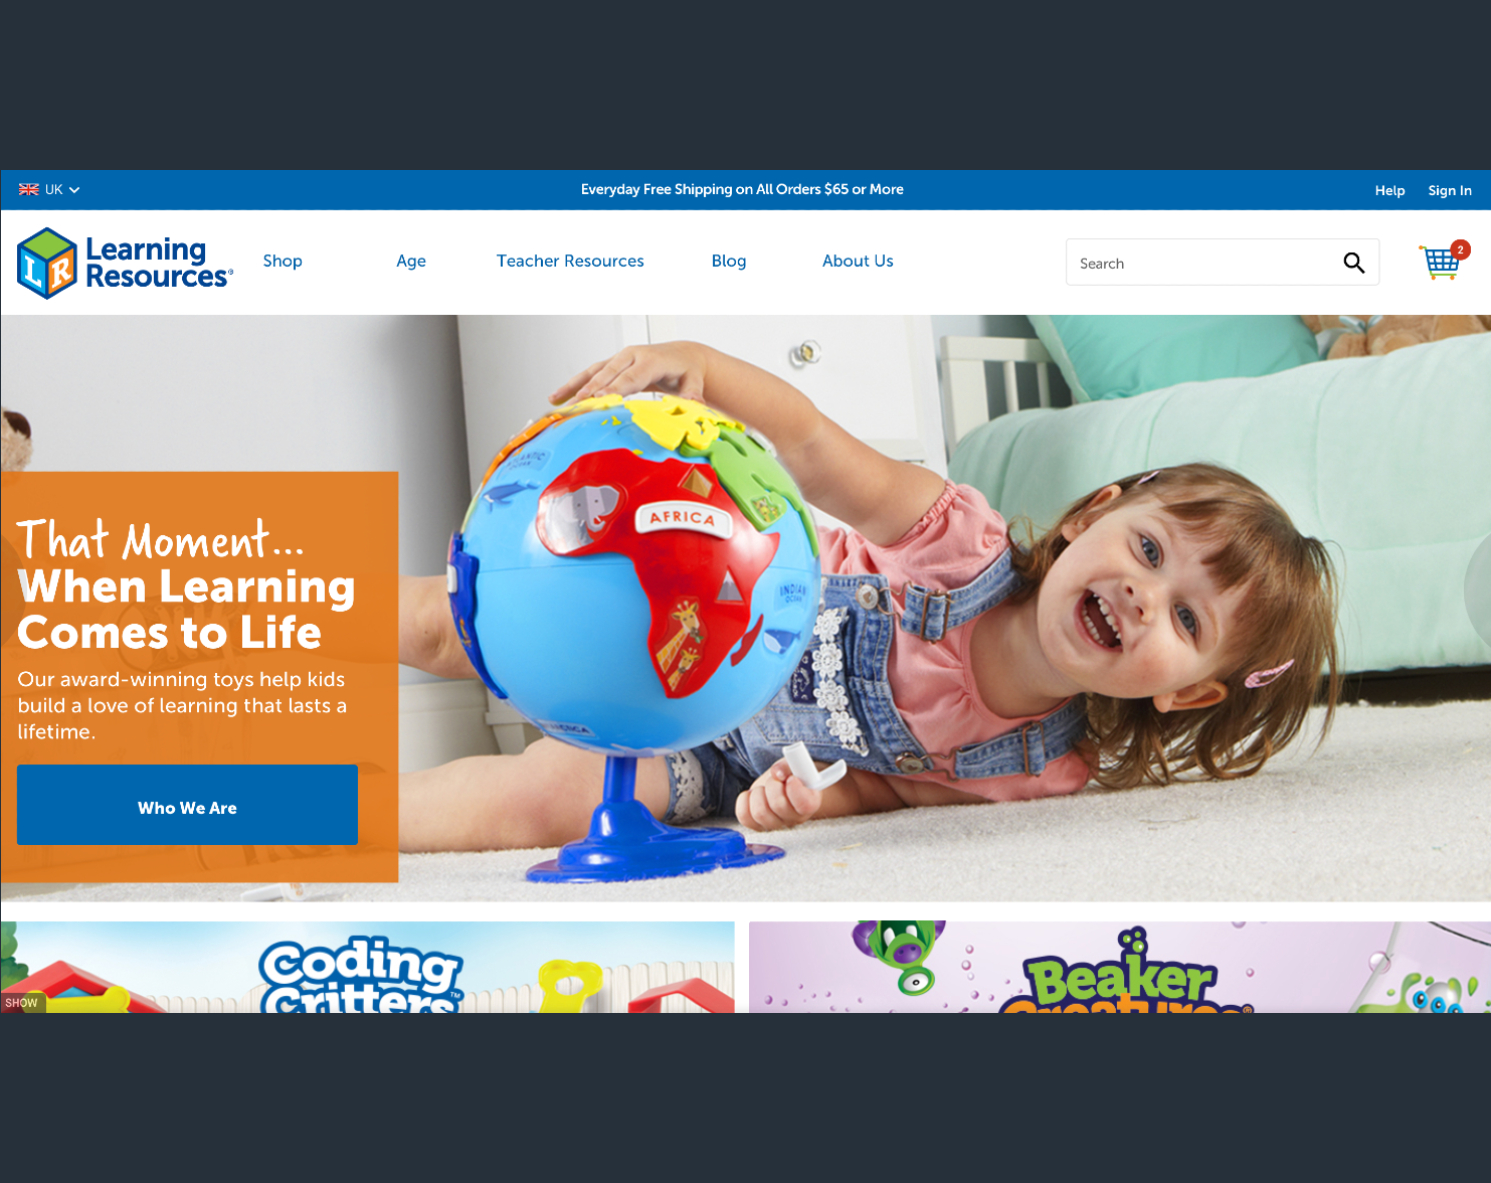 UK
Everyday Free Shipping on All Orders $65 or More
Help
Sign In
Learning
Resources®
Shop
Age
Teacher Resources
Blog
About Us
Search
2
ATLANTIC
OCEAN
AFRICA
INDIAN
OCEAN
That Moment...
When Learning
Comes to Life
Our award-winning toys help kids
build a love of learning that lasts a
lifetime.
Who We Are
Coding
Critters™
Beaker
Creatures®
SHOW